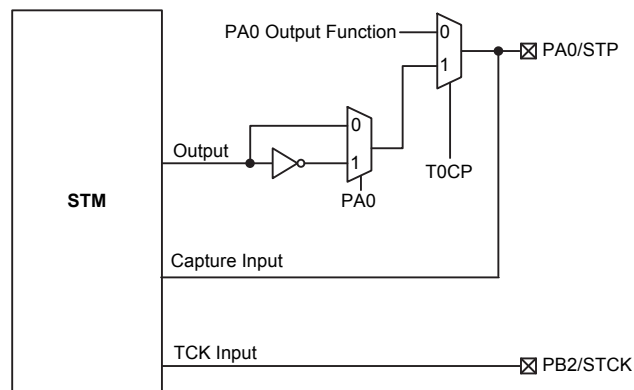 PA0 Output Function
0
1
PA0/STP
0
1
Output
T0CP
PA0
STM
Capture Input
TCK Input
PB2/STCK